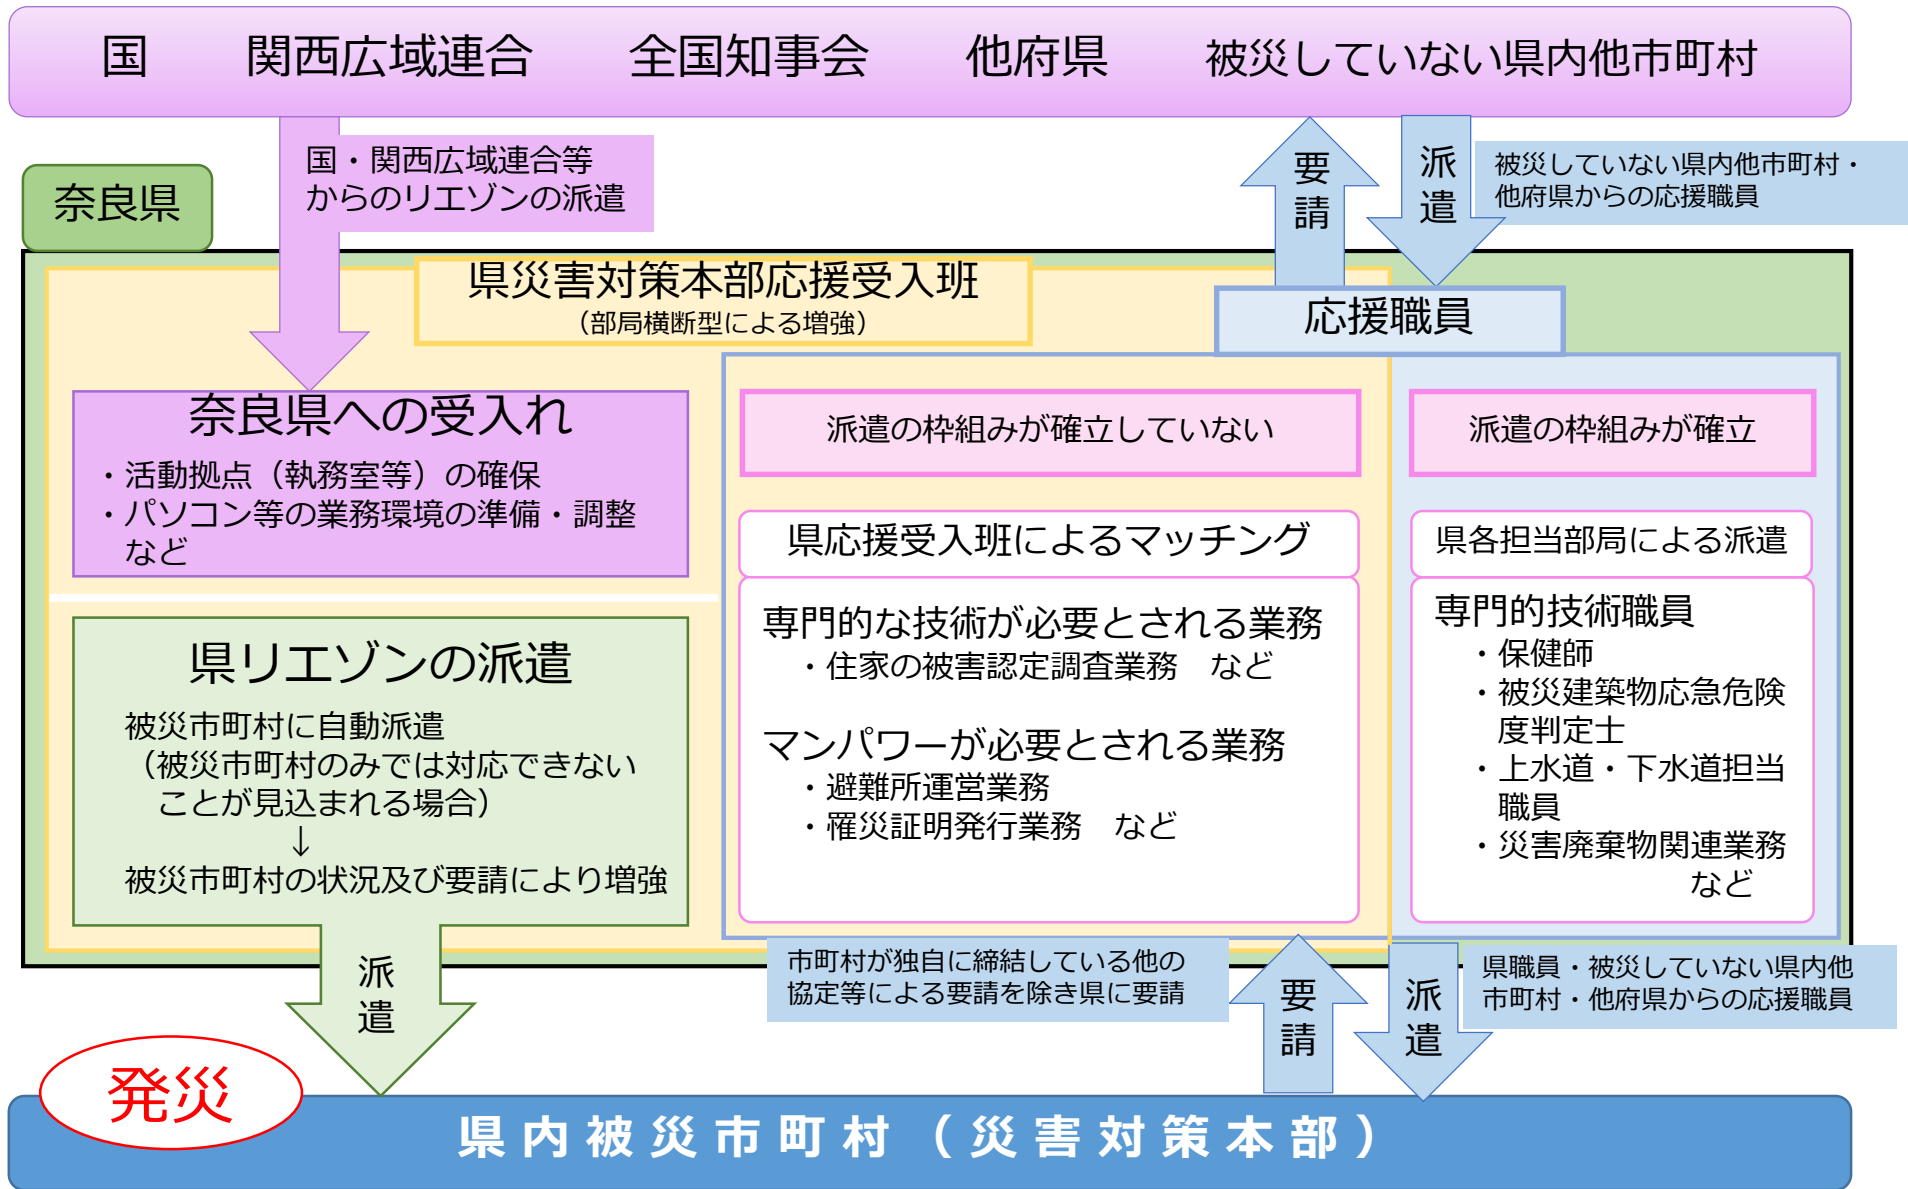 国　関西広域連合　全国知事会　他府県　被災していない県内他市町村
国・関西広域連合等
からのリエゾンの派遣
要請
派遣
被災していない県内他市町村・
他府県からの応援職員
奈良県
県災害対策本部応援受入班
（部局横断型による増強）
応援職員
奈良県への受入れ
・活動拠点（執務室等）の確保
・パソコン等の業務環境の準備・調整
など
県リエゾンの派遣
被災市町村に自動派遣
（被災市町村のみでは対応できない
ことが見込まれる場合）
↓
被災市町村の状況及び要請により増強
派遣
派遣の枠組みが確立していない
県応援受入班によるマッチング
専門的な技術が必要とされる業務
・住家の被害認定調査業務　など
マンパワーが必要とされる業務
・避難所運営業務
・罹災証明発行業務　など
派遣の枠組みが確立
県各担当部局による派遣
専門的技術職員
・保健師
・被災建築物応急危険
度判定士
・上水道・下水道担当
職員
・災害廃棄物関連業務
など
市町村が独自に締結している他の
協定等による要請を除き県に要請
要請
派遣
県職員・被災していない県内他
市町村・他府県からの応援職員
発災
県内被災市町村（災害対策本部）